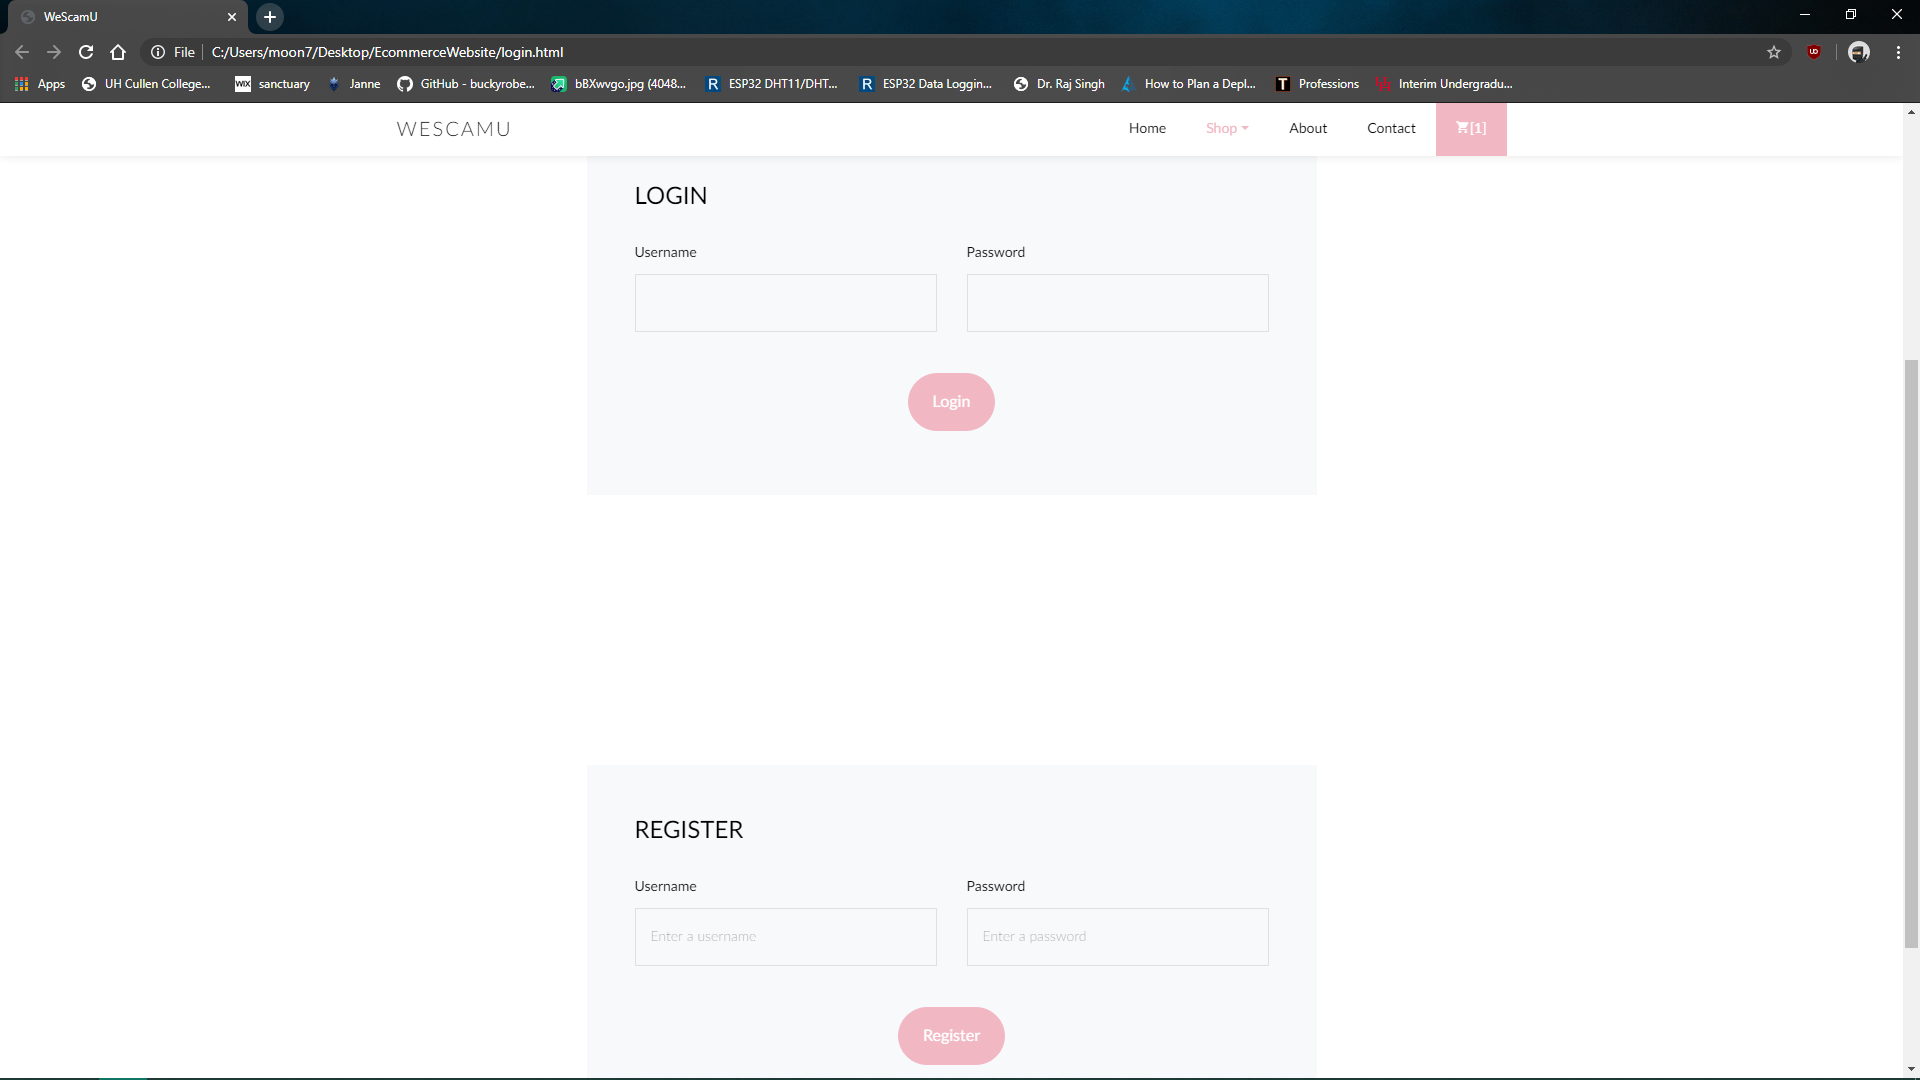 WeScamU
File C:/Users/moon7/Desktop/EcommerceWebsite/login.html
Apps UH Cullen College... WIX sanctuary Janne GitHub - buckyrobe... bBXwvgo.jpg (4048... R ESP32 DHT11/DHT... R ESP32 Data Loggin... Dr. Raj Singh How to Plan a Depl... T Professions Interim Undergradu...
WESCAMU Home Shop About Contact [1]
LOGIN
Username Password
Login
REGISTER
Username Password
Enter a username Enter a password
Register